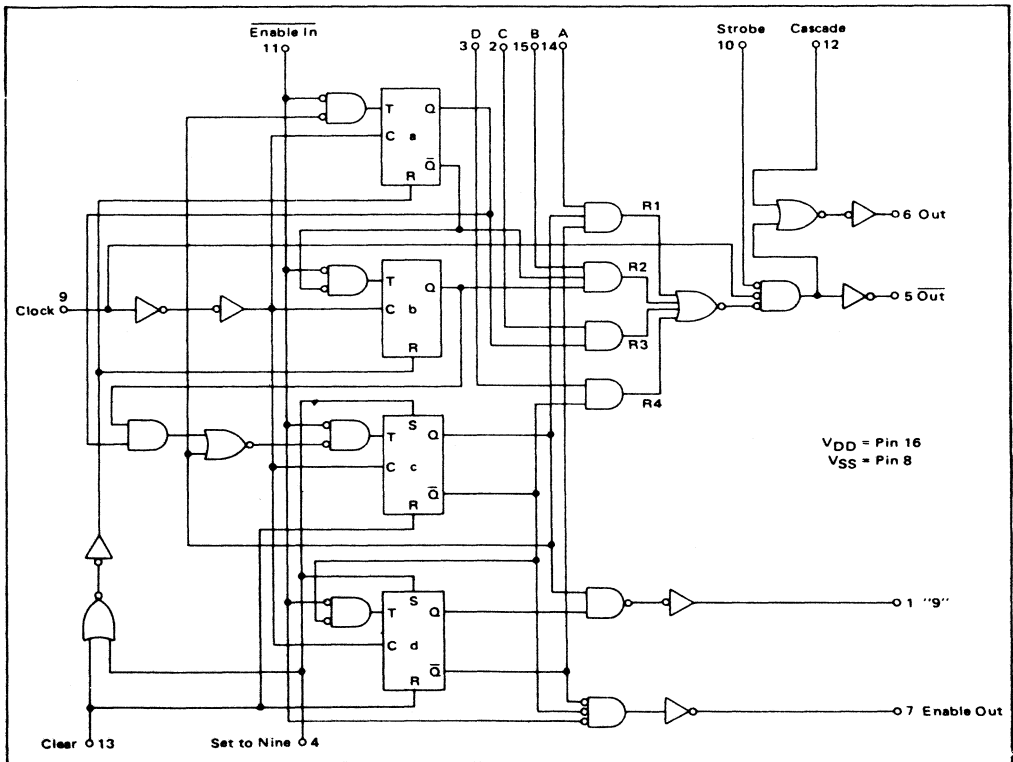 Enable In
11
D C B A
3 2 15 14
Strobe Cascade
10 12
T Q
C a
Q
R
R1
6 Out
T Q
C b
R
R2
9
Clock
5 Out
R3
R4
S
T Q
C c
Q
R
VDD = Pin 16
VSS = Pin 8
S
T Q
C d
Q
R
1 "9"
7 Enable Out
Clear 13
Set to Nine 4